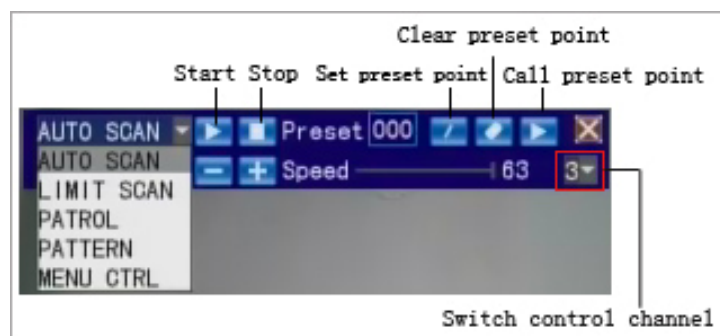 Clear preset point
Start Stop Set preset point Call preset point
AUTO SCAN Preset 000
AUTO SCAN Speed 63 3
LIMIT SCAN
PATROL
PATTERN
MENU CTRL
Switch control channel